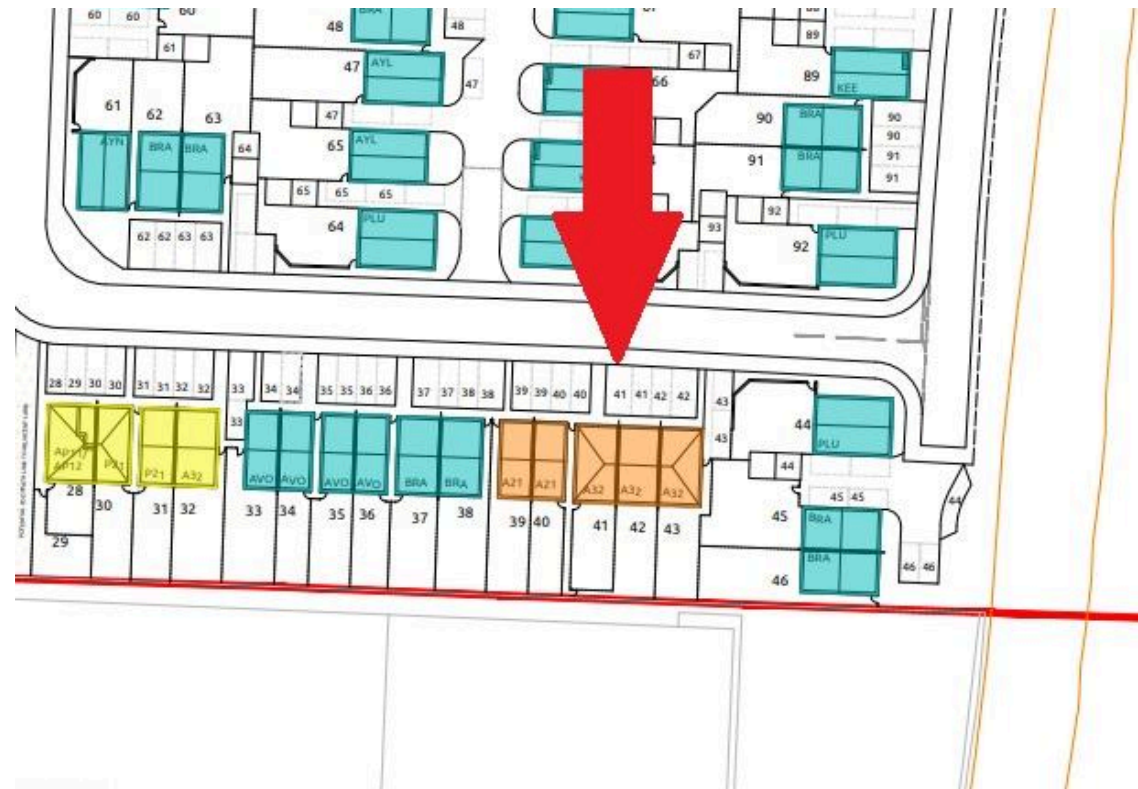 60 60 60
48 BRA 48
67
88
89
61
47 AYL 47
67
66
89 KEE
61 62 63
47
90 BRA 90
90
AYN BRA BRA 64 65 AYL
91 BRA 91
91
65 65 65
92
62 62 63 63
64 PLU
93
92 PLU
28 29 30 30 31 31 32 32 33 34 34 35 35 36 36 37 37 38 38 39 39 40 40 41 41 42 42 43
33 43
44 PLU
AP12 P21 P21 A32 AVO AVO AVO AVO BRA BRA A21 A21 A32 A32 A32
44
28 30 31 32 33 34 35 36 37 38 39 40 41 42 43
45 45 44
45 BRA
29
BRA
46 46 46